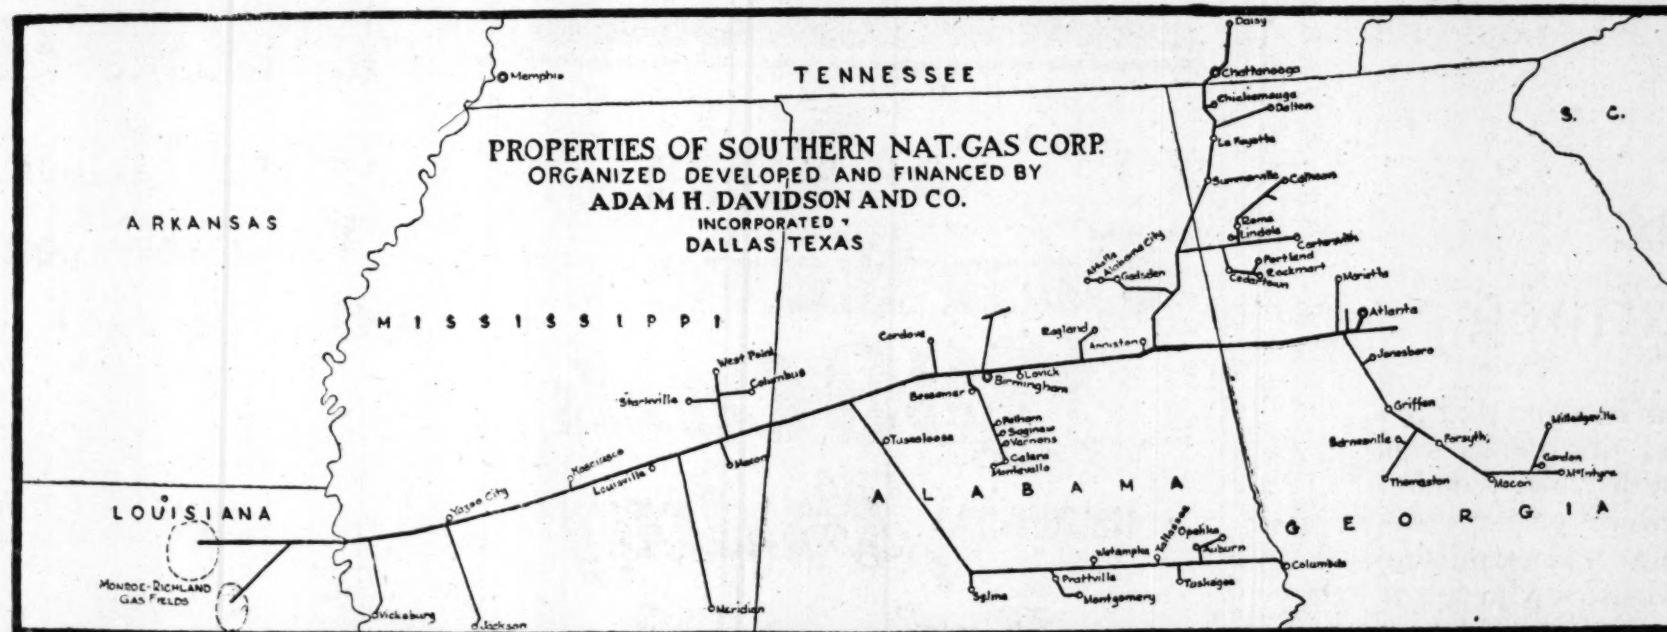 Daisy
Memphis
TENNESSEE
Chattanooga
Chickamauga
Dalton
S. C.
PROPERTIES OF SOUTHERN NAT. GAS CORP.
ORGANIZED DEVELOPED AND FINANCED BY
ADAM H. DAVIDSON AND CO.
INCORPORATED
DALLAS TEXAS
La Fayette
Summerville
Calhoun
ARKANSAS
Rome
Lindale
Cartersville
Portland
Rockmart
Cedartown
Attalla
Alabama City
Gadsden
Marietta
Atlanta
MISSISSIPPI
Cordova
Ragland
Anniston
Jonesboro
West Point
Columbus
Starkville
Lovick
Birmingham
Bessemer
Griffen
Pelham
Saginaw
Varnons
Calera
Montevallo
Tuscaloosa
Barnesville
Forsyth
Milledgeville
Gordon
McIntyre
Macon
Thomaston
Kosciusco
Louisville
Macon
ALABAMA
GEORGIA
Yazoo City
LOUISIANA
Wetampka
Tallassee
Opelika
Auburn
Columbus
Prattville
Tuskegee
MONROE-RICHLAND
GAS FIELDS
Vicksburg
Jackson
Meridian
Selma
Montgomery